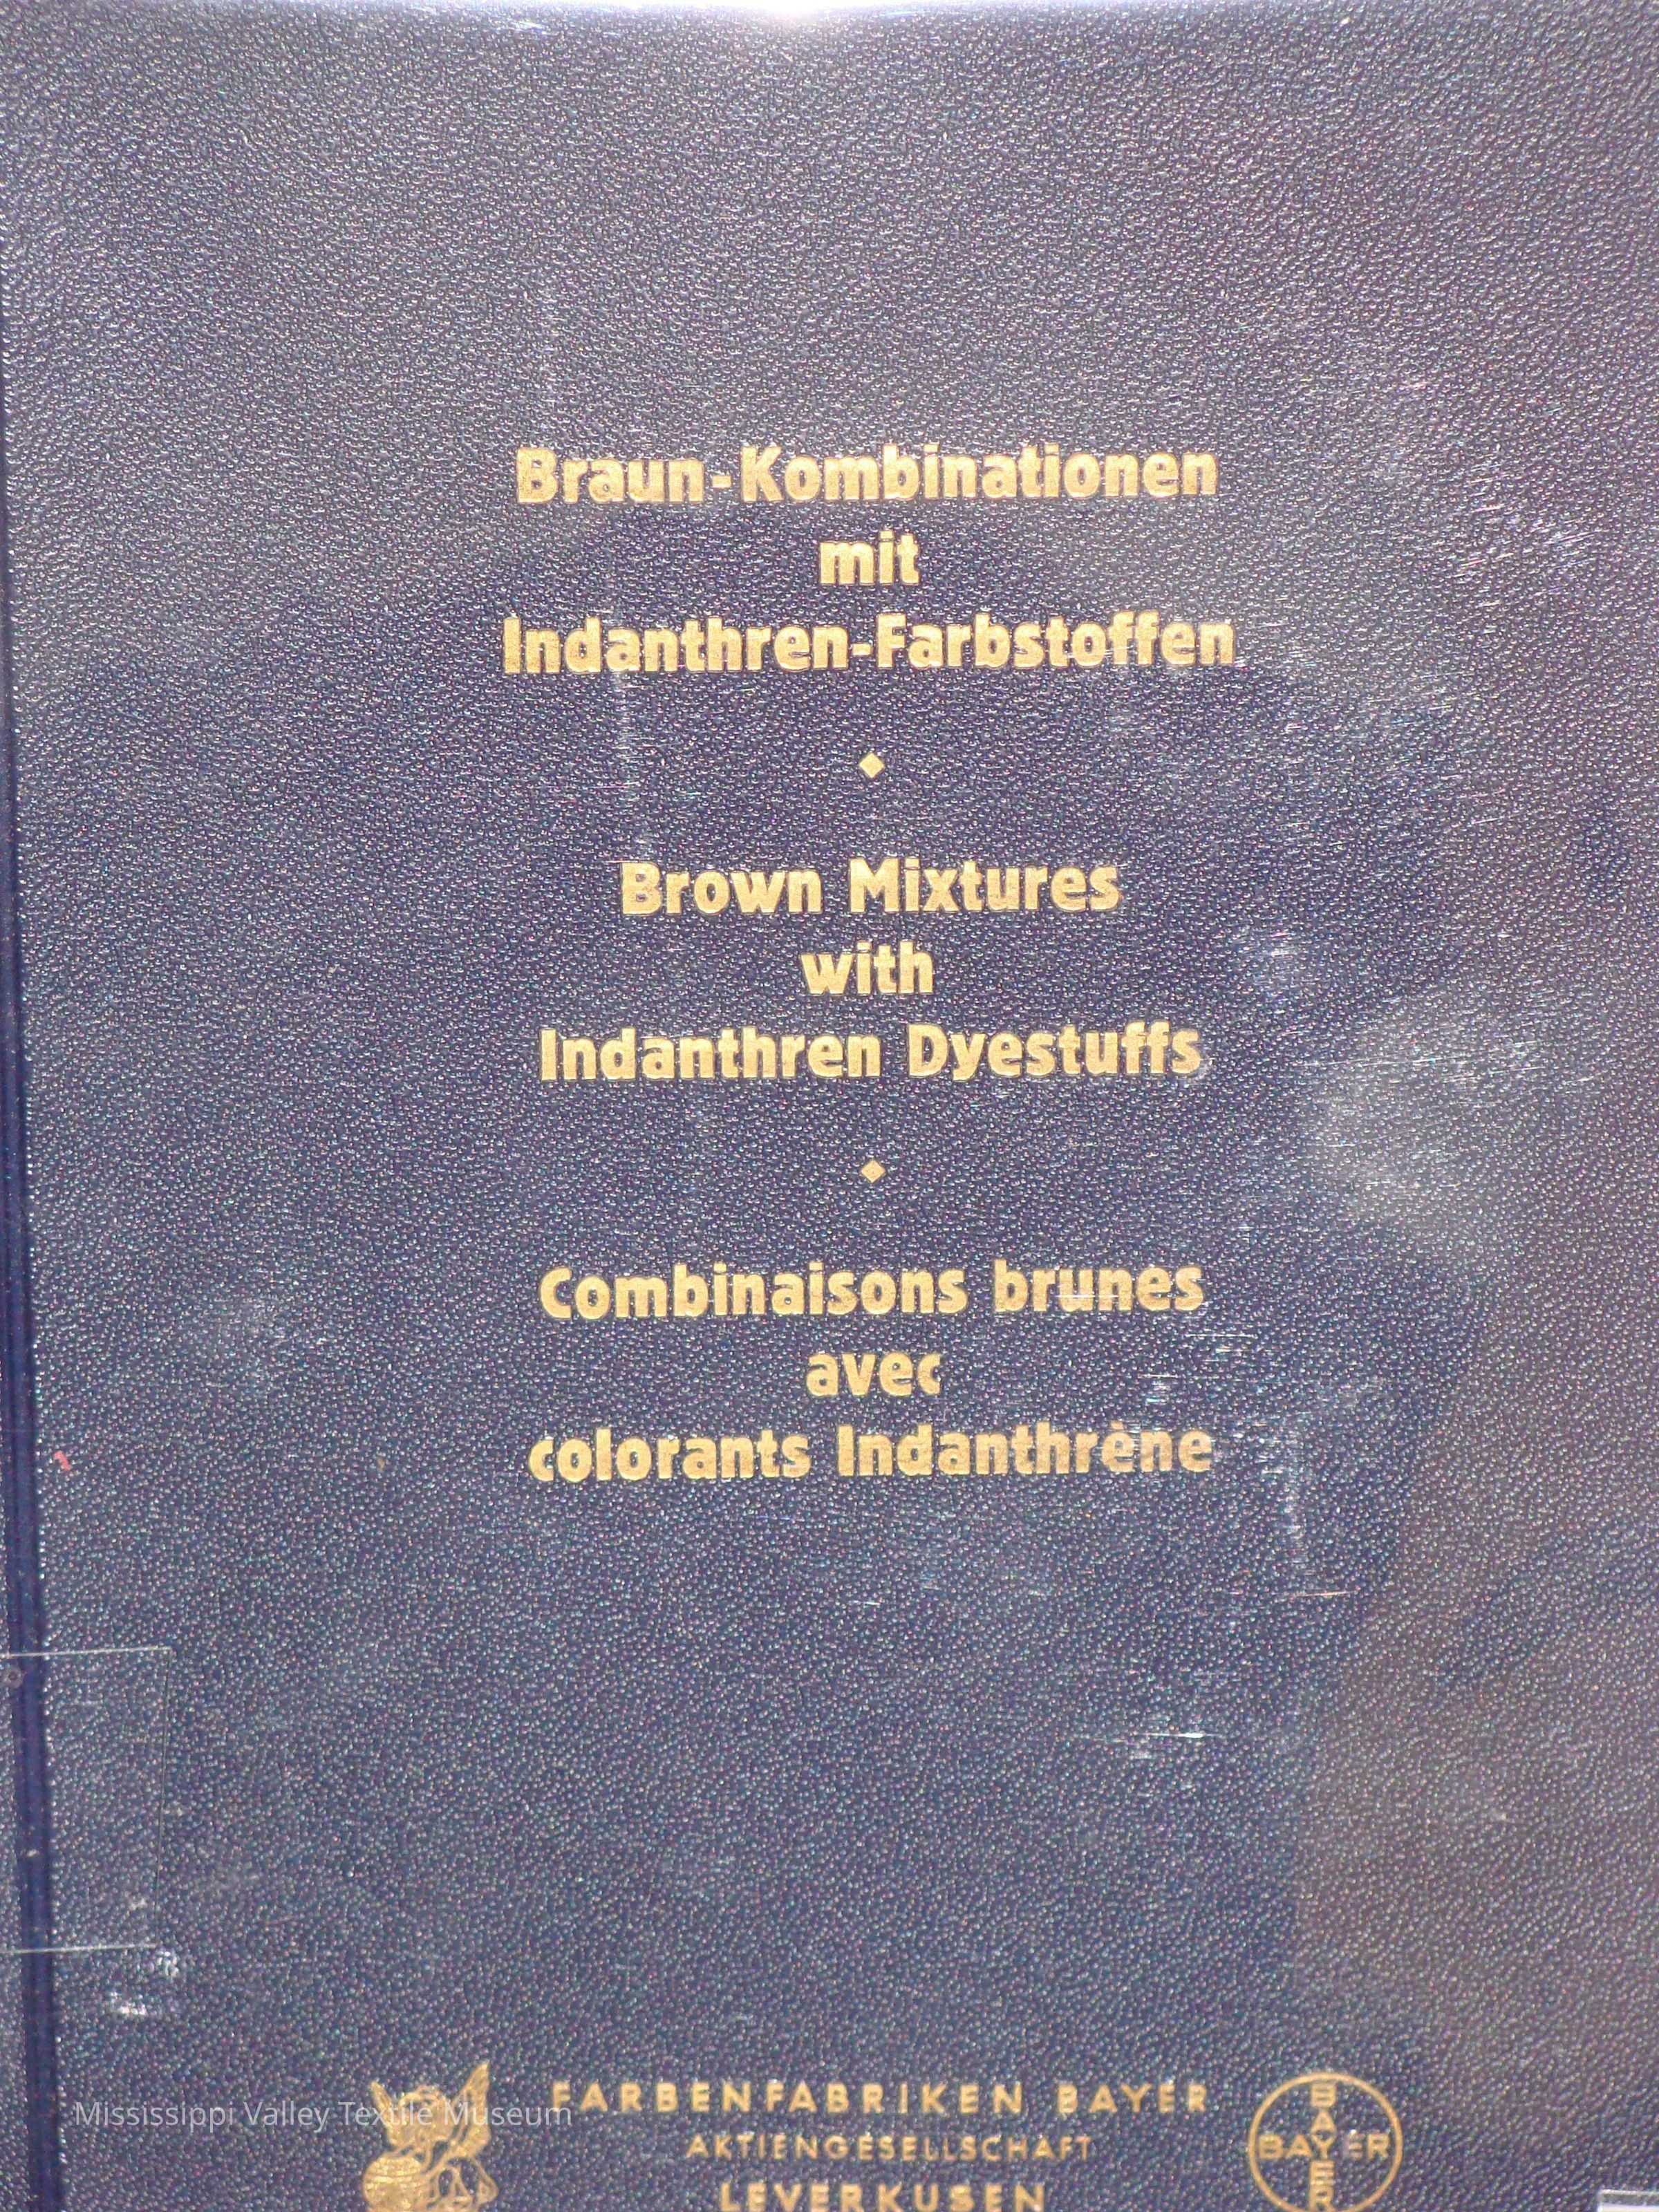 Braun-Kombinationen
mit
Indanthren-Farbstoffen
Brown Mixtures
with
Indanthren Dyestuffs
Combinaisons brunes
avec
colorants Indanthrène
FARBENFABRIKEN BAYER
AKTIENGESELLSCHAFT
LEVERKUSEN
BAYER
BAYER
Mississippi Valley Textile Museum